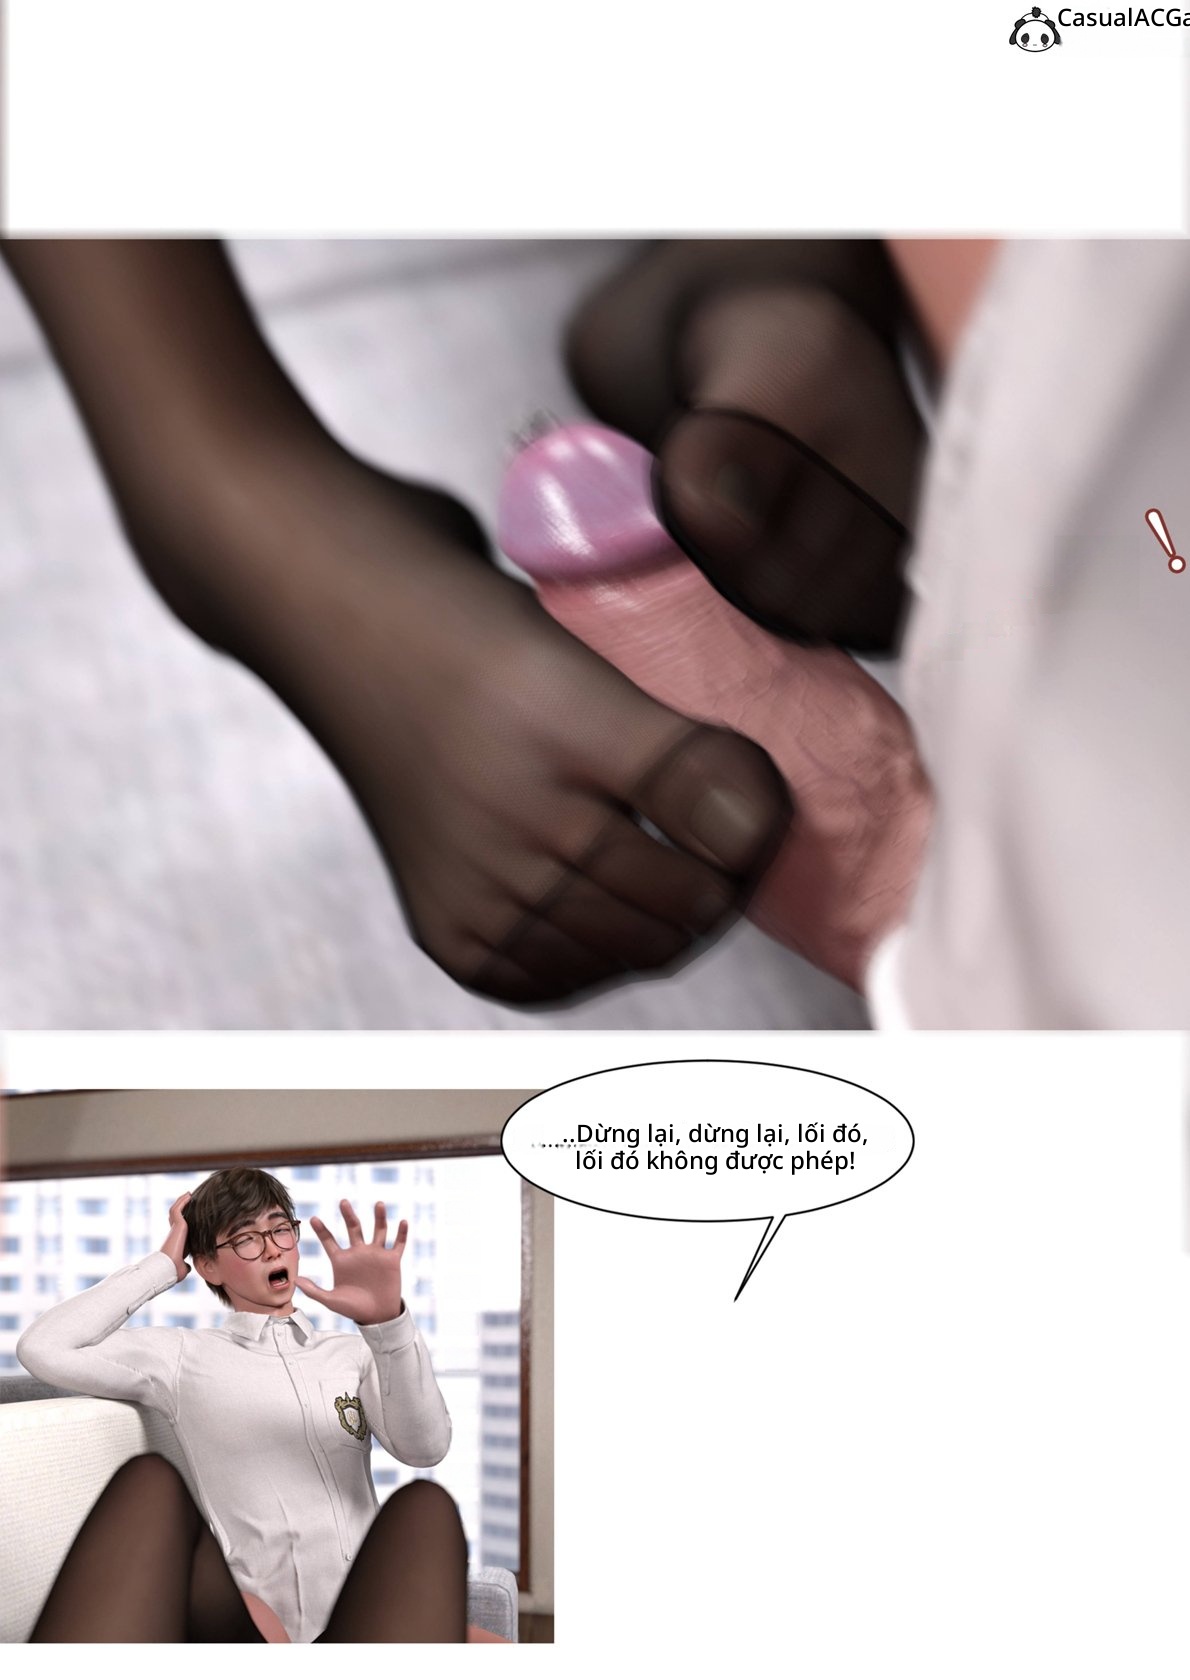 CasualACGa
..Dừng lại, dừng lại, lối đó,
lối đó không được phép!